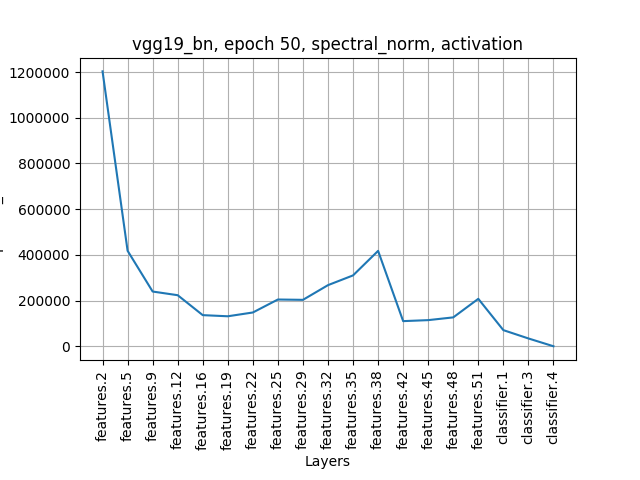 vgg19_bn, epoch 50, spectral_norm, activation
1200000
1000000
800000
600000
400000
200000
0
features.2
features.5
features.9
features.12
features.16
features.19
features.22
features.25
features.29
features.32
features.35
features.38
features.42
features.45
features.48
features.51
classifier.1
classifier.3
classifier.4
Layers